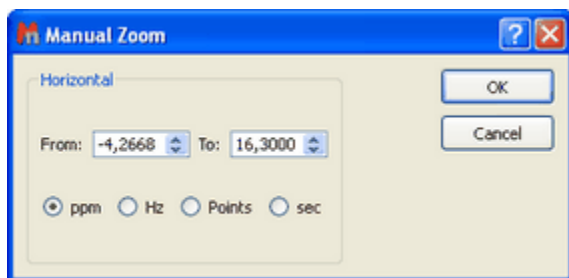 Manual Zoom
Horizontal
OK
Cancel
From: -4,2668 To: 16,3000
ppm Hz Points sec